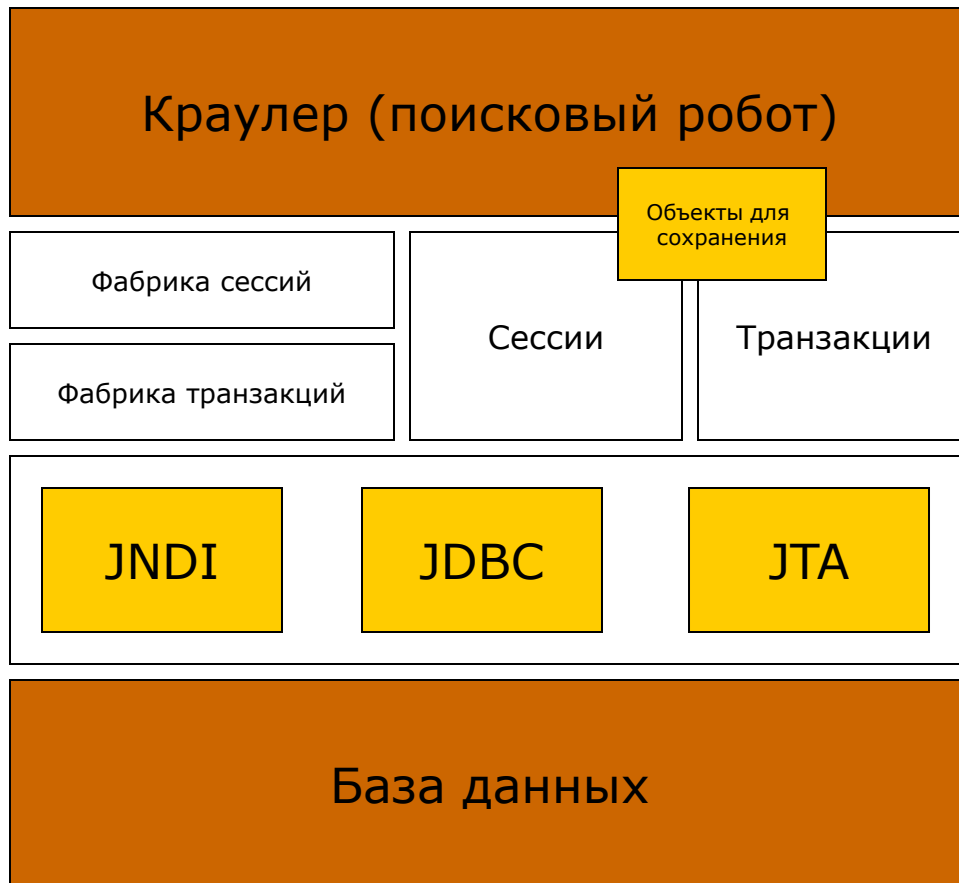 Краулер (поисковый робот)
Объекты для
сохранения
Фабрика сессий
Сессии
Транзакции
Фабрика транзакций
JNDI
JDBC
JTA
База данных